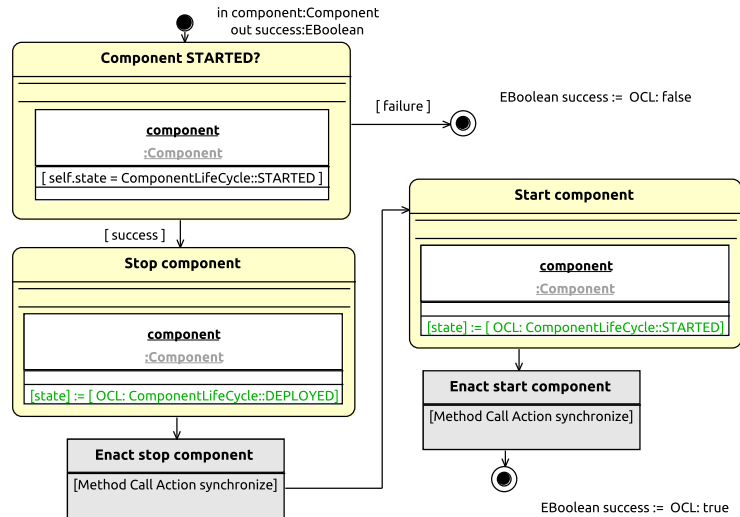 in component:Component
out success:EBoolean
Component STARTED?
component
:Component
[ self.state = ComponentLifeCycle::STARTED ]
[ failure ]
EBoolean success := OCL: false
[ success ]
Stop component
component
:Component
[state] := [ OCL: ComponentLifeCycle::DEPLOYED]
Enact stop component
[Method Call Action synchronize]
Start component
component
:Component
[state] := [ OCL: ComponentLifeCycle::STARTED]
Enact start component
[Method Call Action synchronize]
EBoolean success := OCL: true